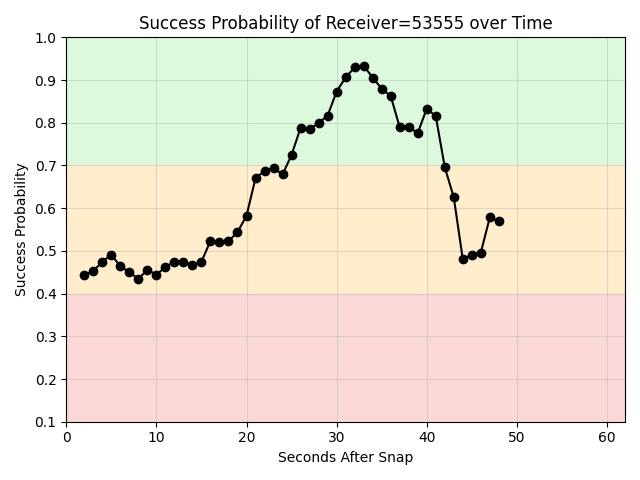 Success Probability of Receiver=53555 over Time
1.0
0.9
0.8
0.7
0.6
0.5
0.4
0.3
0.2
0.1
Success Probability
0 10 20 30 40 50 60
Seconds After Snap